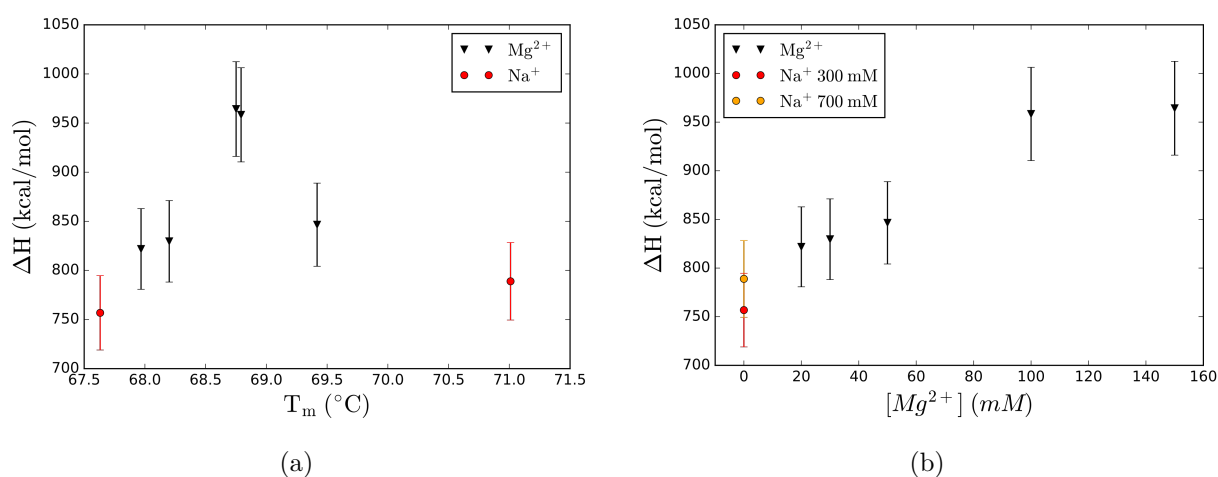 1050
1000
950
900
850
800
750
700
ΔH (kcal/mol)
Mg²⁺
Na⁺
67.5 68.0 68.5 69.0 69.5 70.0 70.5 71.0 71.5
Tₘ (°C)
(a)
1050
1000
950
900
850
800
750
700
ΔH (kcal/mol)
Mg²⁺
Na⁺ 300 mM
Na⁺ 700 mM
0 20 40 60 80 100 120 140 160
[Mg²⁺] (mM)
(b)